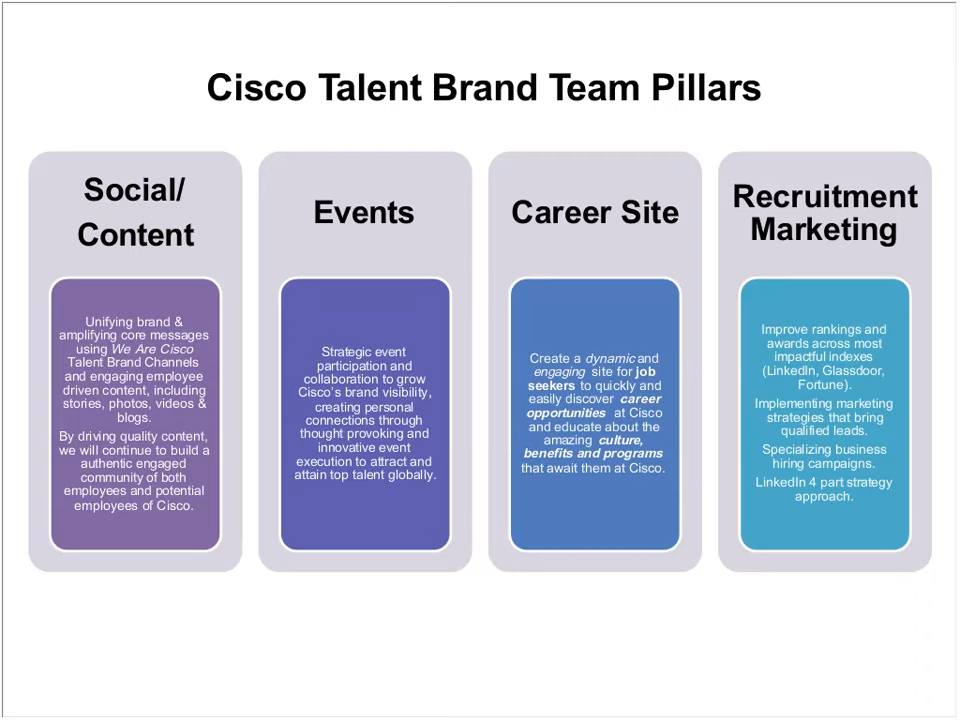 Cisco Talent Brand Team Pillars
Social/
Content
Unifying brand &
amplifying core messages
using We Are Cisco
Talent Brand Channels
and engaging employee
driven content, including
stories, photos, videos &
blogs.
By driving quality content,
we will continue to build a
authentic engaged
community of both
employees and potential
employees of Cisco.
Events
Strategic event
participation and
collaboration to grow
Cisco's brand visibility,
creating personal
connections through
thought provoking and
innovative event
execution to attract and
attain top talent globally.
Career Site
Create a dynamic and
engaging site for job
seekers to quickly and
easily discover career
opportunities at Cisco
and educate about the
amazing culture,
benefits and programs
that await them at Cisco.
Recruitment
Marketing
Improve rankings and
awards across most
impactful indexes
(LinkedIn, Glassdoor,
Fortune).
Implementing marketing
strategies that bring
qualified leads.
Specializing business
hiring campaigns.
LinkedIn 4 part strategy
approach.